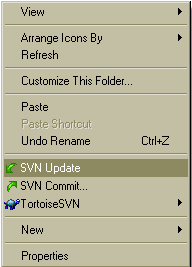 View
Arrange Icons By
Refresh
Customize This Folder...
Paste
Paste Shortcut
Undo Rename Ctrl+Z
SVN Update
SVN Commit...
TortoiseSVN
New
Properties